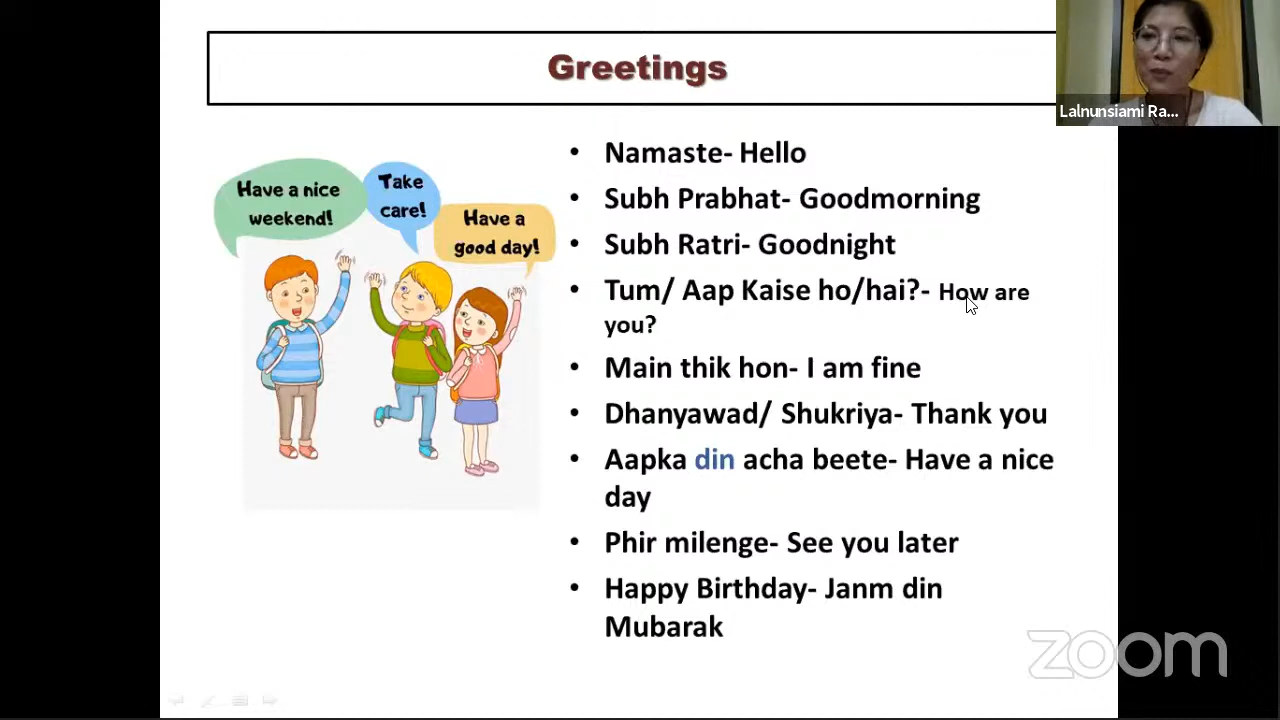 Greetings
Lalnunsiami Ra...
Have a nice
weekend!
Take
care!
Have a
good day!
• Namaste- Hello
• Subh Prabhat- Goodmorning
• Subh Ratri- Goodnight
• Tum/ Aap Kaise ho/hai?- How are
you?
• Main thik hon- I am fine
• Dhanyawad/ Shukriya- Thank you
• Aapka din acha beete- Have a nice
day
• Phir milenge- See you later
• Happy Birthday- Janm din
Mubarak
zoom